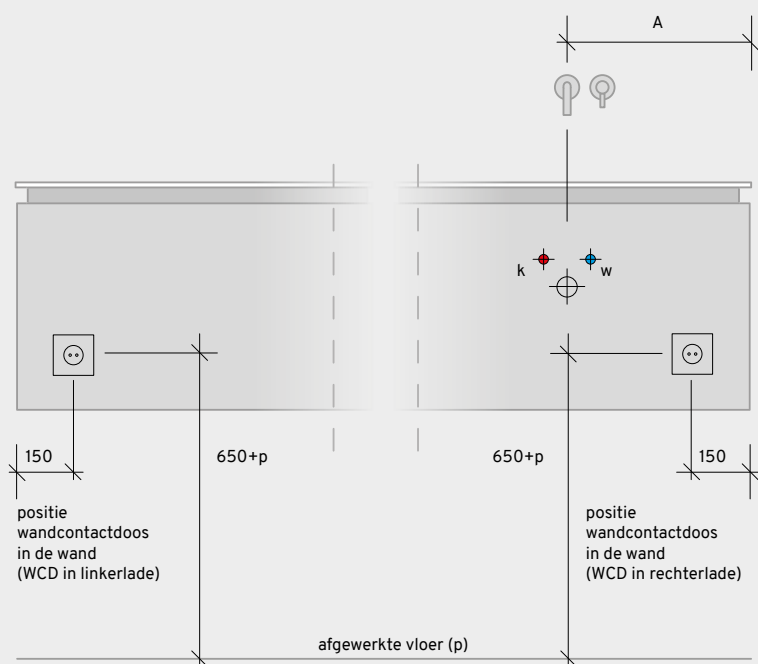 A
k
w
150
650+p
650+p
150
positie
wandcontactdoos
in de wand
(WCD in linkerlade)
positie
wandcontactdoos
in de wand
(WCD in rechterlade)
afgewerkte vloer (p)